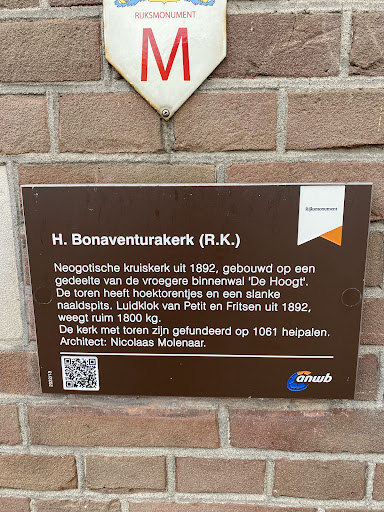 RIJKSMONUMENT
M
Rijksmonument
H. Bonaventurakerk (R.K.)
Neogotische kruiskerk uit 1892, gebouwd op een
gedeelte van de vroegere binnenwal 'De Hoogt'.
De toren heeft hoektorentjes en een slanke
naaldspits. Luidklok van Petit en Fritsen uit 1892,
weegt ruim 1800 kg.
De kerk met toren zijn gefundeerd op 1061 heipalen.
Architect: Nicolaas Molenaar.
anwb